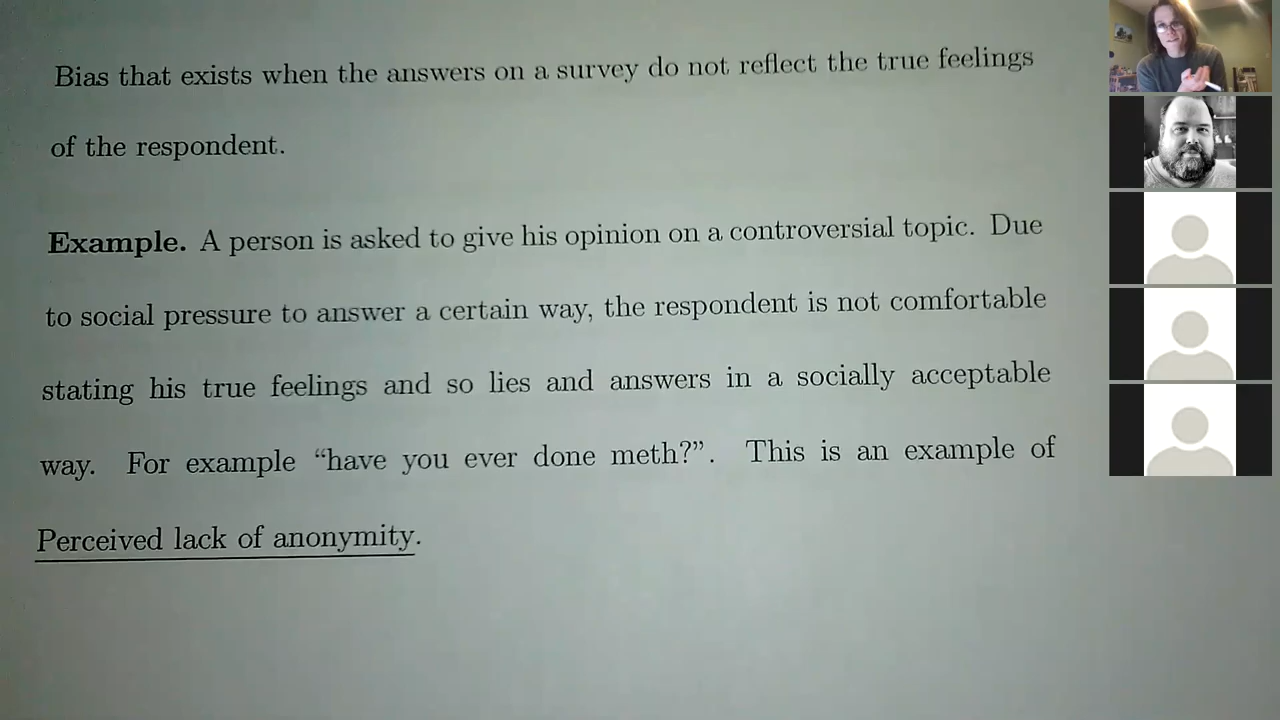 Bias that exists when the answers on a survey do not reflect the true feelings
of the respondent.
Example. A person is asked to give his opinion on a controversial topic. Due
to social pressure to answer a certain way, the respondent is not comfortable
stating his true feelings and so lies and answers in a socially acceptable
way. For example “have you ever done meth?”. This is an example of
Perceived lack of anonymity.